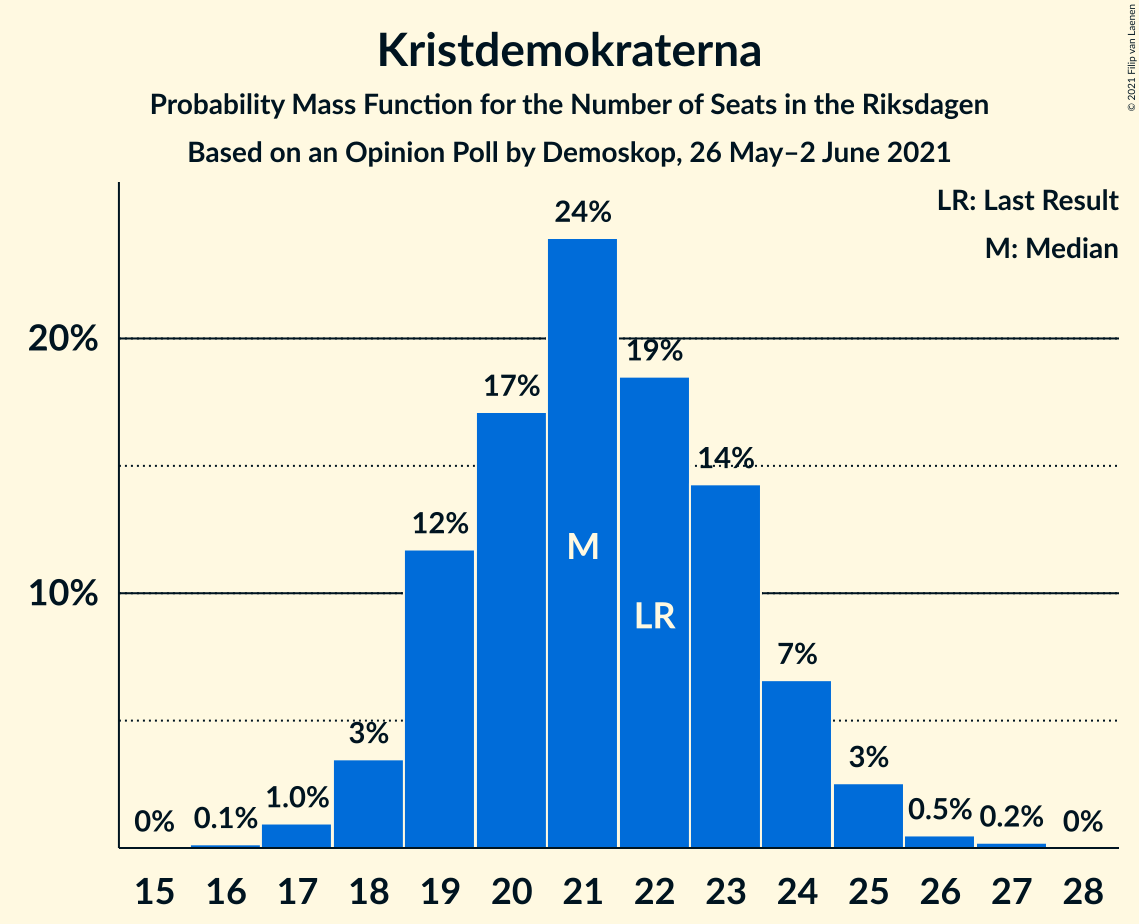 Kristdemokraterna
Probability Mass Function for the Number of Seats in the Riksdagen
Based on an Opinion Poll by Demoskop, 26 May–2 June 2021
© 2021 Filip van Laenen
LR: Last Result
M: Median
20%
10%
0%
0.1%
1.0%
3%
12%
17%
24%
19%
14%
7%
3%
0.5%
0.2%
0%
M
LR
15 16 17 18 19 20 21 22 23 24 25 26 27 28